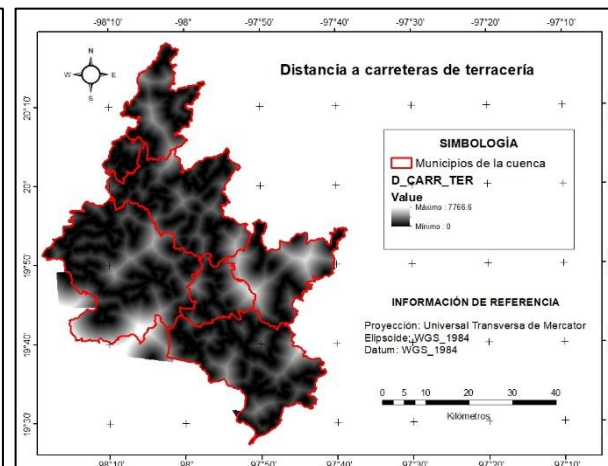 -98°10'
-98°
-97°50'
-97°40'
-97°30'
-97°20'
-97°10'
N
W
E
S
Distancia a carreteras de terracería
20°10'
20°
19°50'
19°40'
19°30'
SIMBOLOGÍA
Municipios de la cuenca
D_CARR_TER
Value
Máximo : 7766.6
Mínimo : 0
INFORMACIÓN DE REFERENCIA
Proyección: Universal Transversa de Mercator
Elipsoide: WGS_1984
Datum: WGS_1984
0 5 10 20 30 40
Kilómetros
-98°10'
-98°
-97°50'
-97°40'
-97°30'
-97°20'
-97°10'